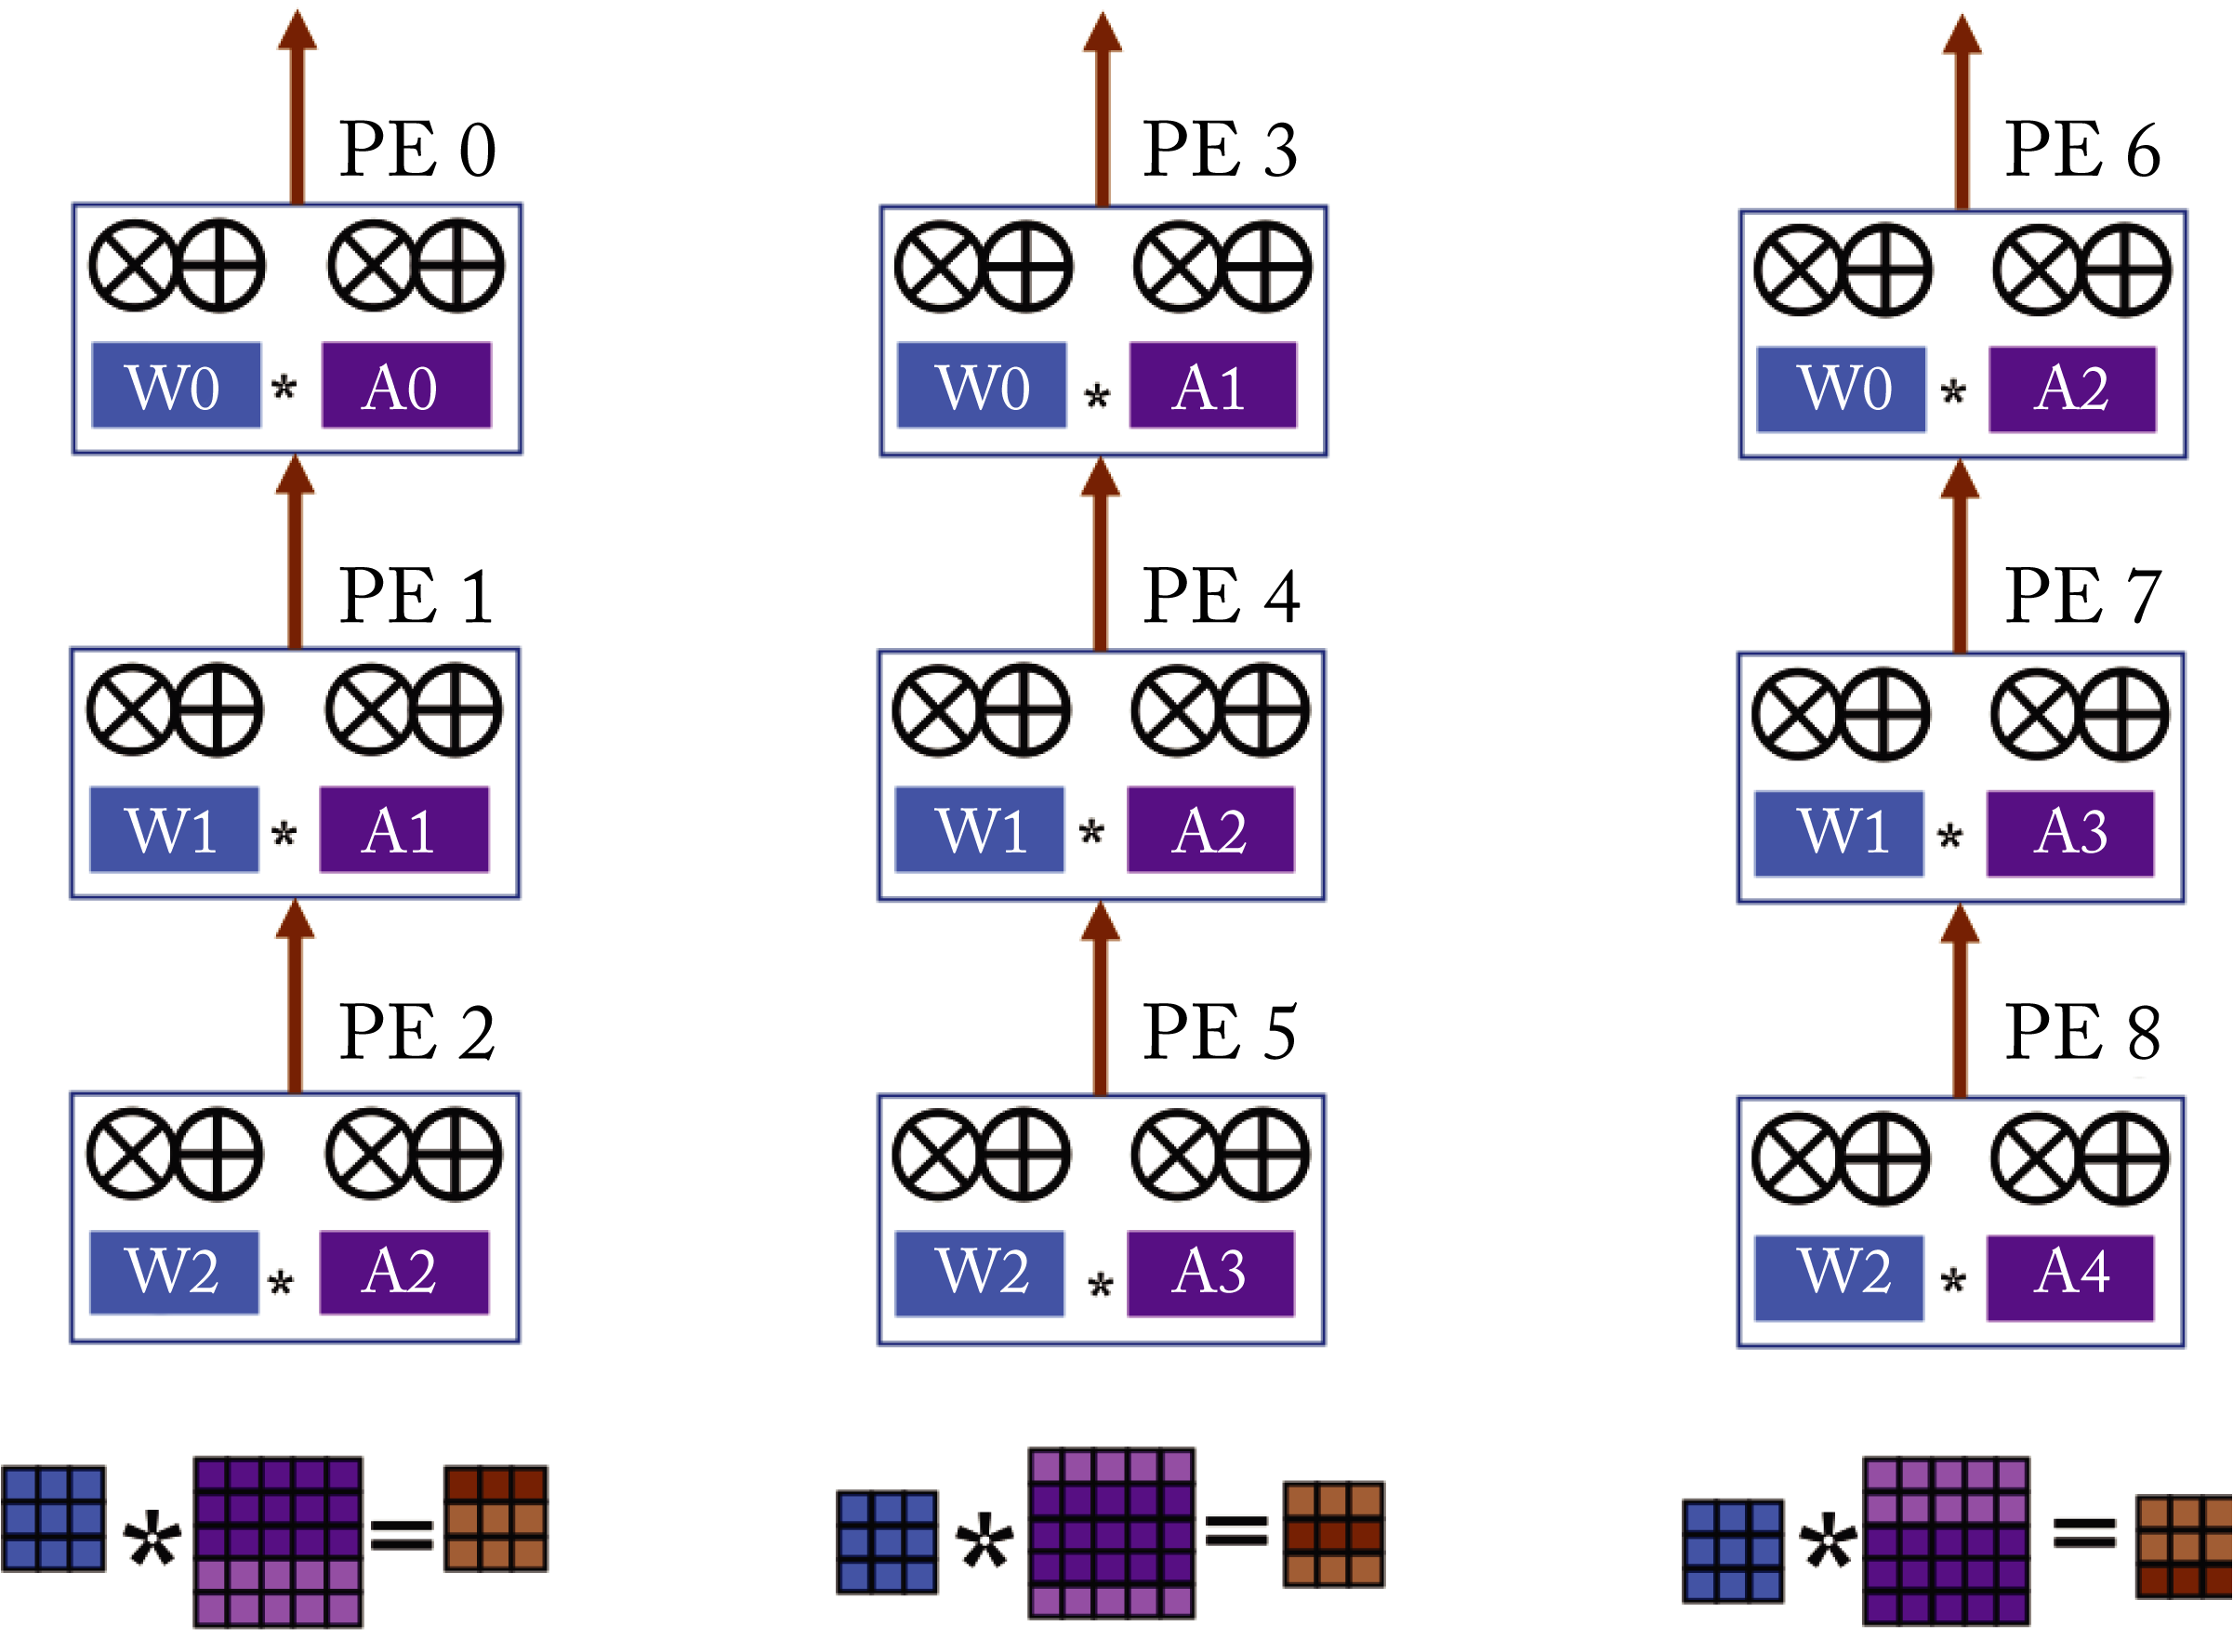 PE 0 PE 3 PE 6
W0 * A0 W0 * A1 W0 * A2
PE 1 PE 4 PE 7
W1 * A1 W1 * A2 W1 * A3
PE 2 PE 5 PE 8
W2 * A2 W2 * A3 W2 * A4
* = * = * =